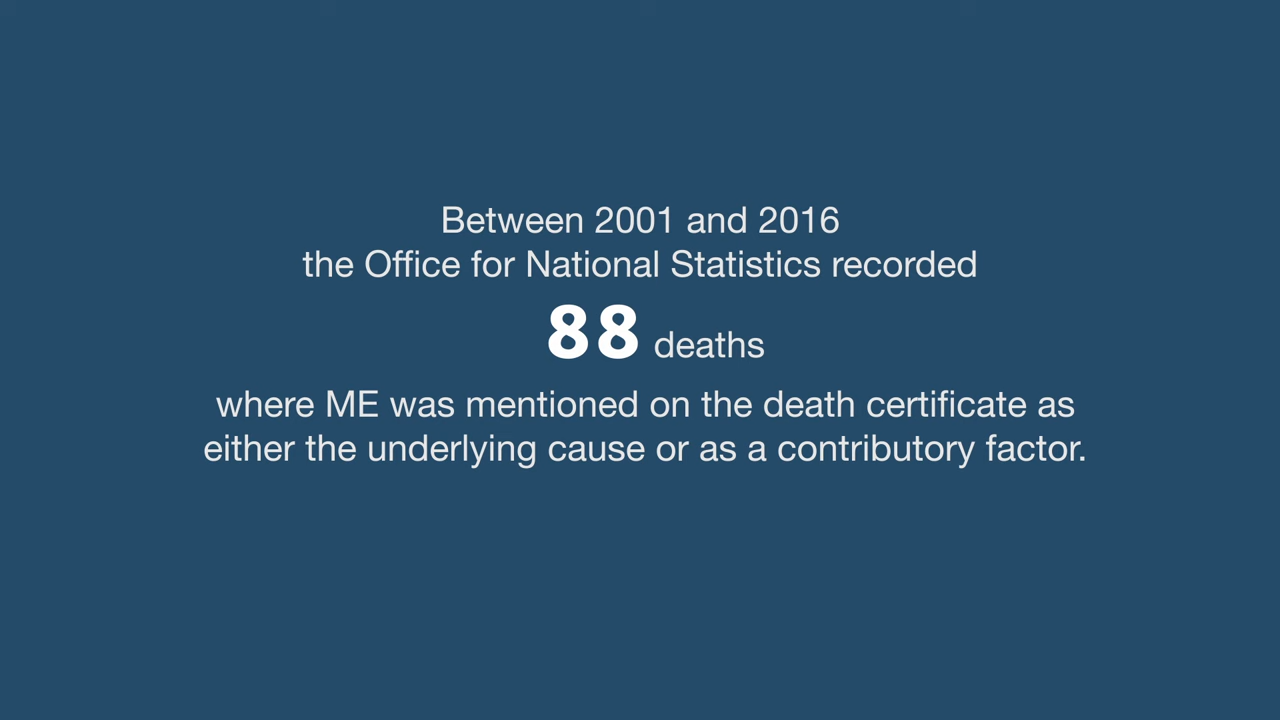 Between 2001 and 2016
the Office for National Statistics recorded
88 deaths
where ME was mentioned on the death certificate as
either the underlying cause or as a contributory factor.